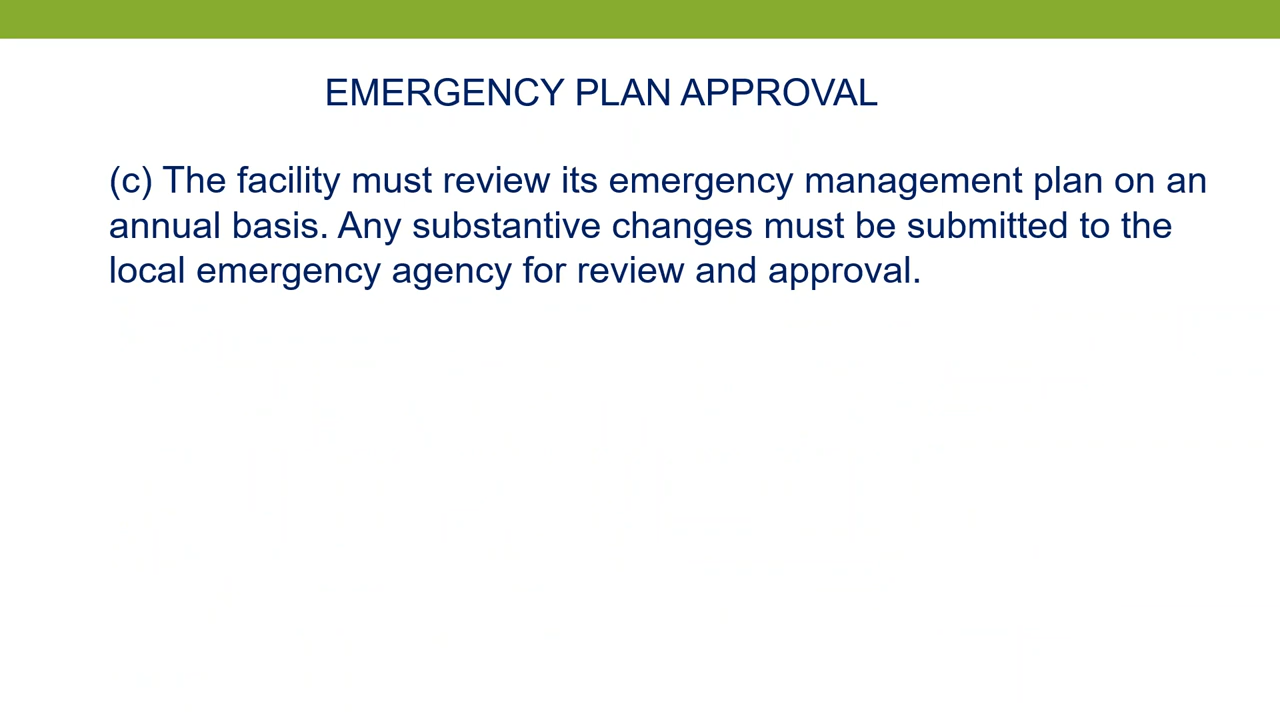 EMERGENCY PLAN APPROVAL
(c) The facility must review its emergency management plan on an
annual basis. Any substantive changes must be submitted to the
local emergency agency for review and approval.